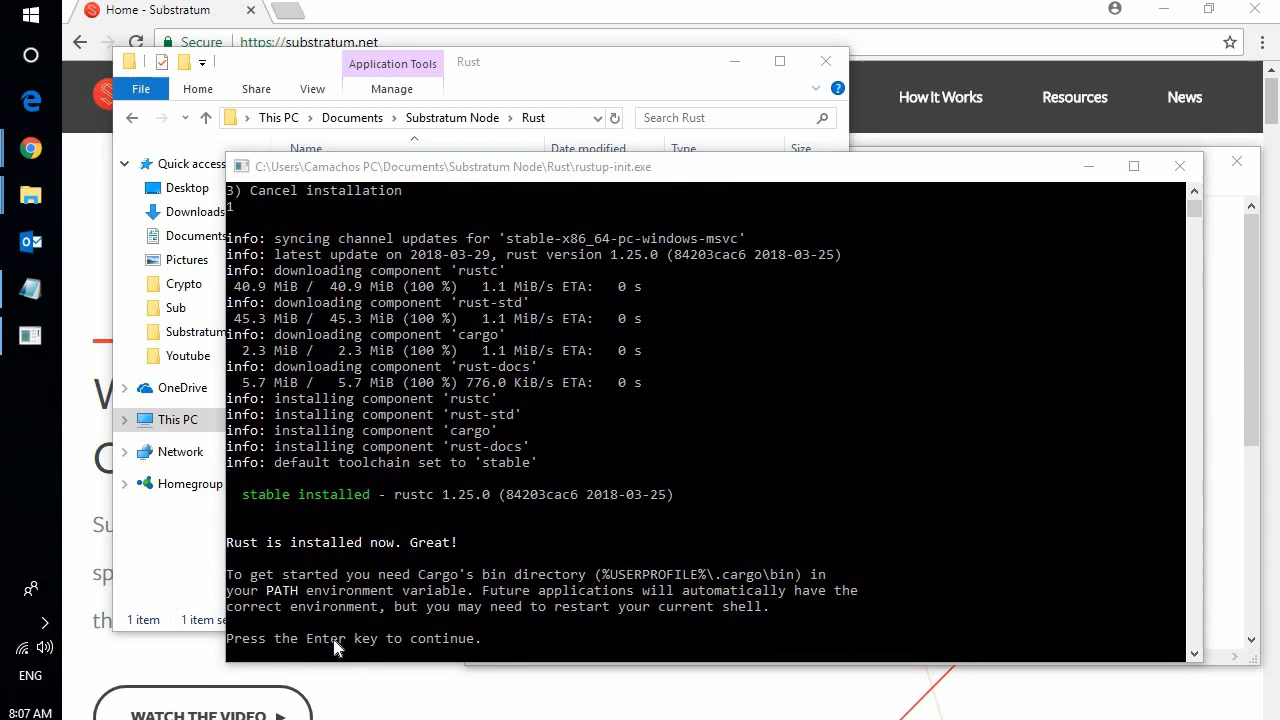 Home - Substratum
Secure
https://substratum.net
How It Works
Resources
News
Application Tools
Rust
File
Home
Share
View
Manage
This PC
Documents
Substratum Node
Rust
Search Rust
Name
Date modified
Type
Size
Quick access
Desktop
Downloads
Documents
Pictures
Crypto
Sub
Substratum
Youtube
OneDrive
This PC
Network
Homegroup
1 item
1 item se
C:\Users\Camachos PC\Documents\Substratum Node\Rust\rustup-init.exe
3) Cancel installation
1
info: syncing channel updates for 'stable-x86_64-pc-windows-msvc'
info: latest update on 2018-03-29, rust version 1.25.0 (84203cac6 2018-03-25)
info: downloading component 'rustc'
40.9 MiB / 40.9 MiB (100 %) 1.1 MiB/s ETA: 0 s
info: downloading component 'rust-std'
45.3 MiB / 45.3 MiB (100 %) 1.1 MiB/s ETA: 0 s
info: downloading component 'cargo'
2.3 MiB / 2.3 MiB (100 %) 1.1 MiB/s ETA: 0 s
info: downloading component 'rust-docs'
5.7 MiB / 5.7 MiB (100 %) 776.0 KiB/s ETA: 0 s
info: installing component 'rustc'
info: installing component 'rust-std'
info: installing component 'cargo'
info: installing component 'rust-docs'
info: default toolchain set to 'stable'
stable installed - rustc 1.25.0 (84203cac6 2018-03-25)
Rust is installed now. Great!
To get started you need Cargo's bin directory (%USERPROFILE%\.cargo\bin) in
your PATH environment variable. Future applications will automatically have the
correct environment, but you may need to restart your current shell.
Press the Enter key to continue.
W
Su
sp
th
WATCH THE VIDEO
ENG
8:07 AM